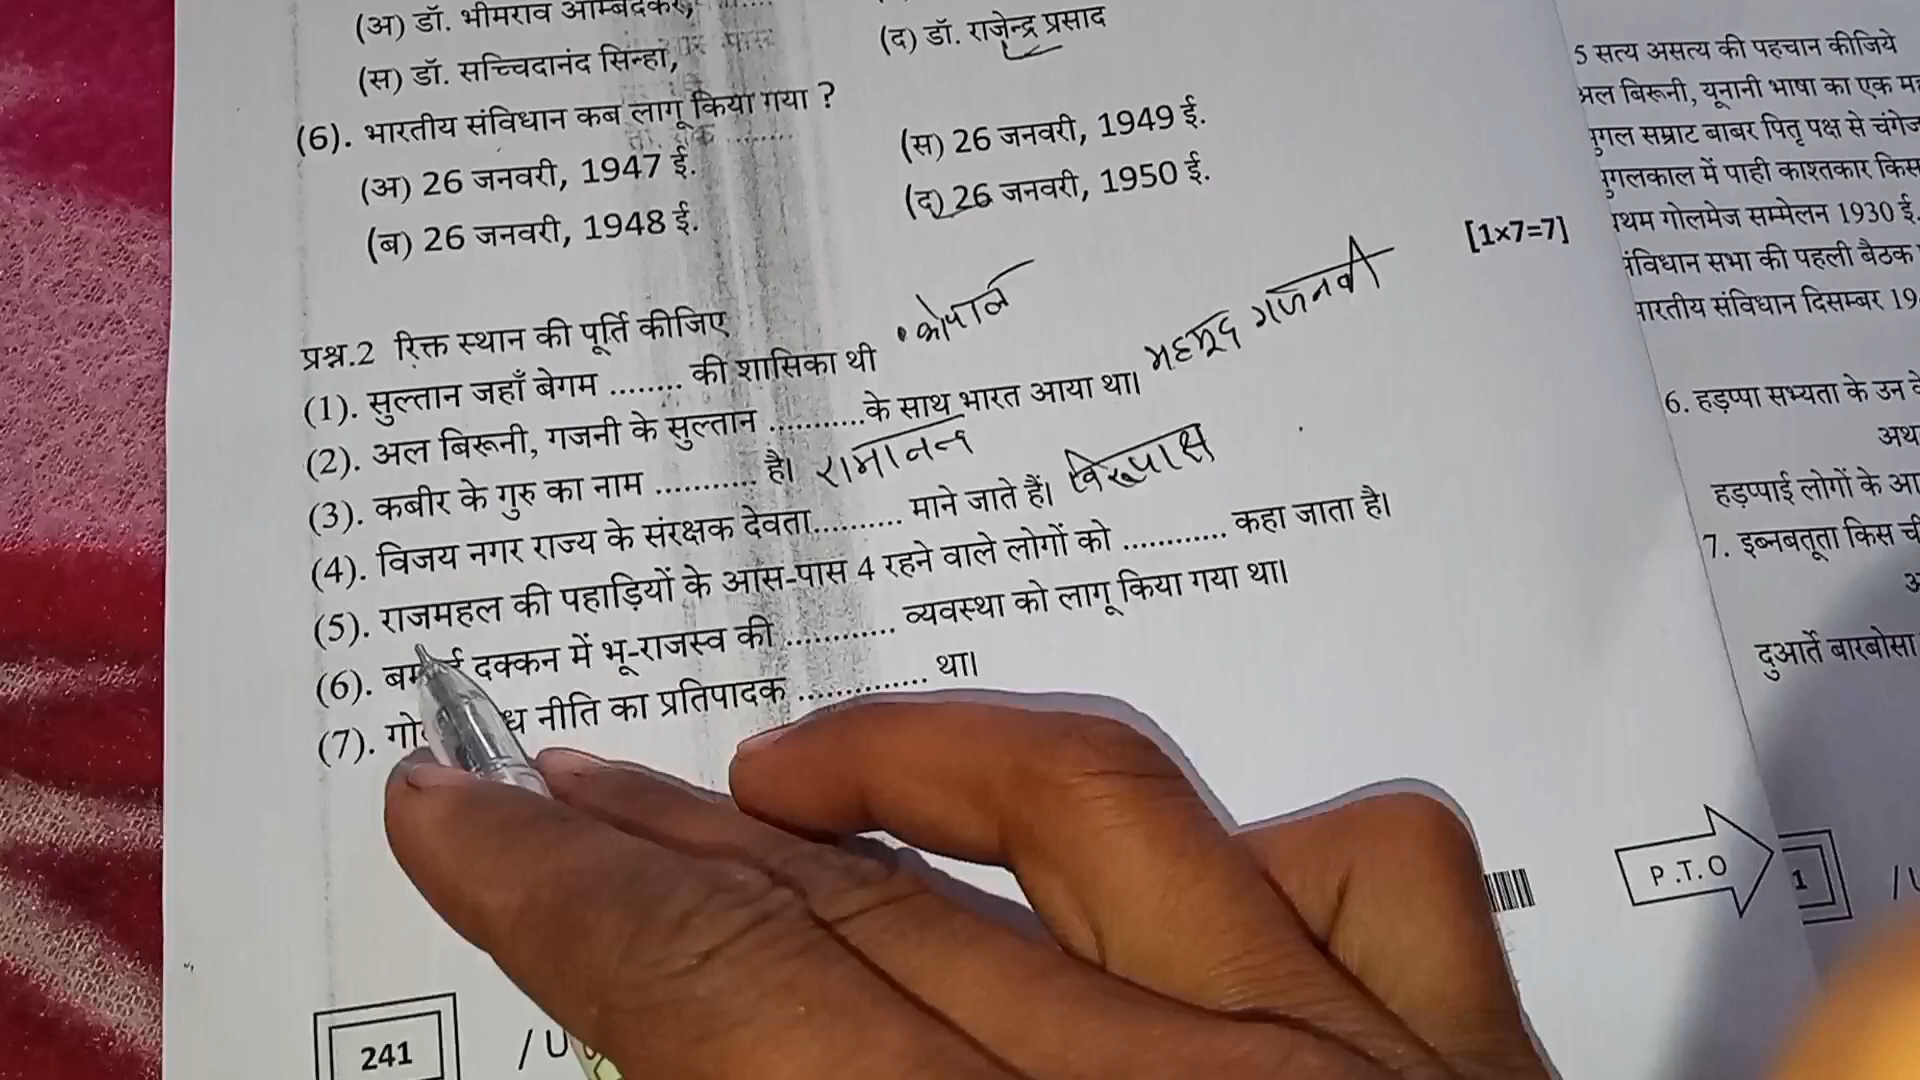 (अ) डॉ. भीमराव आम्बेदकर,
(द) डॉ. राजेन्द्र प्रसाद
(स) डॉ. सच्चिदानंद सिन्हा,
(6). भारतीय संविधान कब लागू किया गया ?
(अ) 26 जनवरी, 1947 ई.
(स) 26 जनवरी, 1949 ई.
(ब) 26 जनवरी, 1948 ई.
(द) 26 जनवरी, 1950 ई.
[1×7=7]
प्रश्न.2 रिक्त स्थान की पूर्ति कीजिए
(1). सुल्तान जहाँ बेगम ........ की शासिका थी
(2). अल बिरूनी, गजनी के सुल्तान ...........के साथ भारत आया था। महमूद गजनवी
(3). कबीर के गुरु का नाम ............ है। रामानन्द
(4). विजय नगर राज्य के संरक्षक देवता.......... माने जाते हैं। विरूपास
(5). राजमहल की पहाड़ियों के आस-पास 4 रहने वाले लोगों को ............ कहा जाता है।
(6). दक्कन में भू-राजस्व की ............. व्यवस्था को लागू किया गया था।
(7). नीति का प्रतिपादक ............... था।
P.T.O
241
/U
5 सत्य असत्य की पहचान कीजिये
अल बिरूनी, यूनानी भाषा का एक
मुगल सम्राट बाबर पितृ पक्ष से
मुगलकाल में पाही काश्तकार
प्रथम गोलमेज सम्मेलन 1930 ई.
संविधान सभा की पहली बैठक
भारतीय संविधान दिसम्बर
6. हड़प्पा सभ्यता के उन
हड़प्पाई लोगों के
7. इब्नबतूता किस
दुआर्ते बारबोसा
1